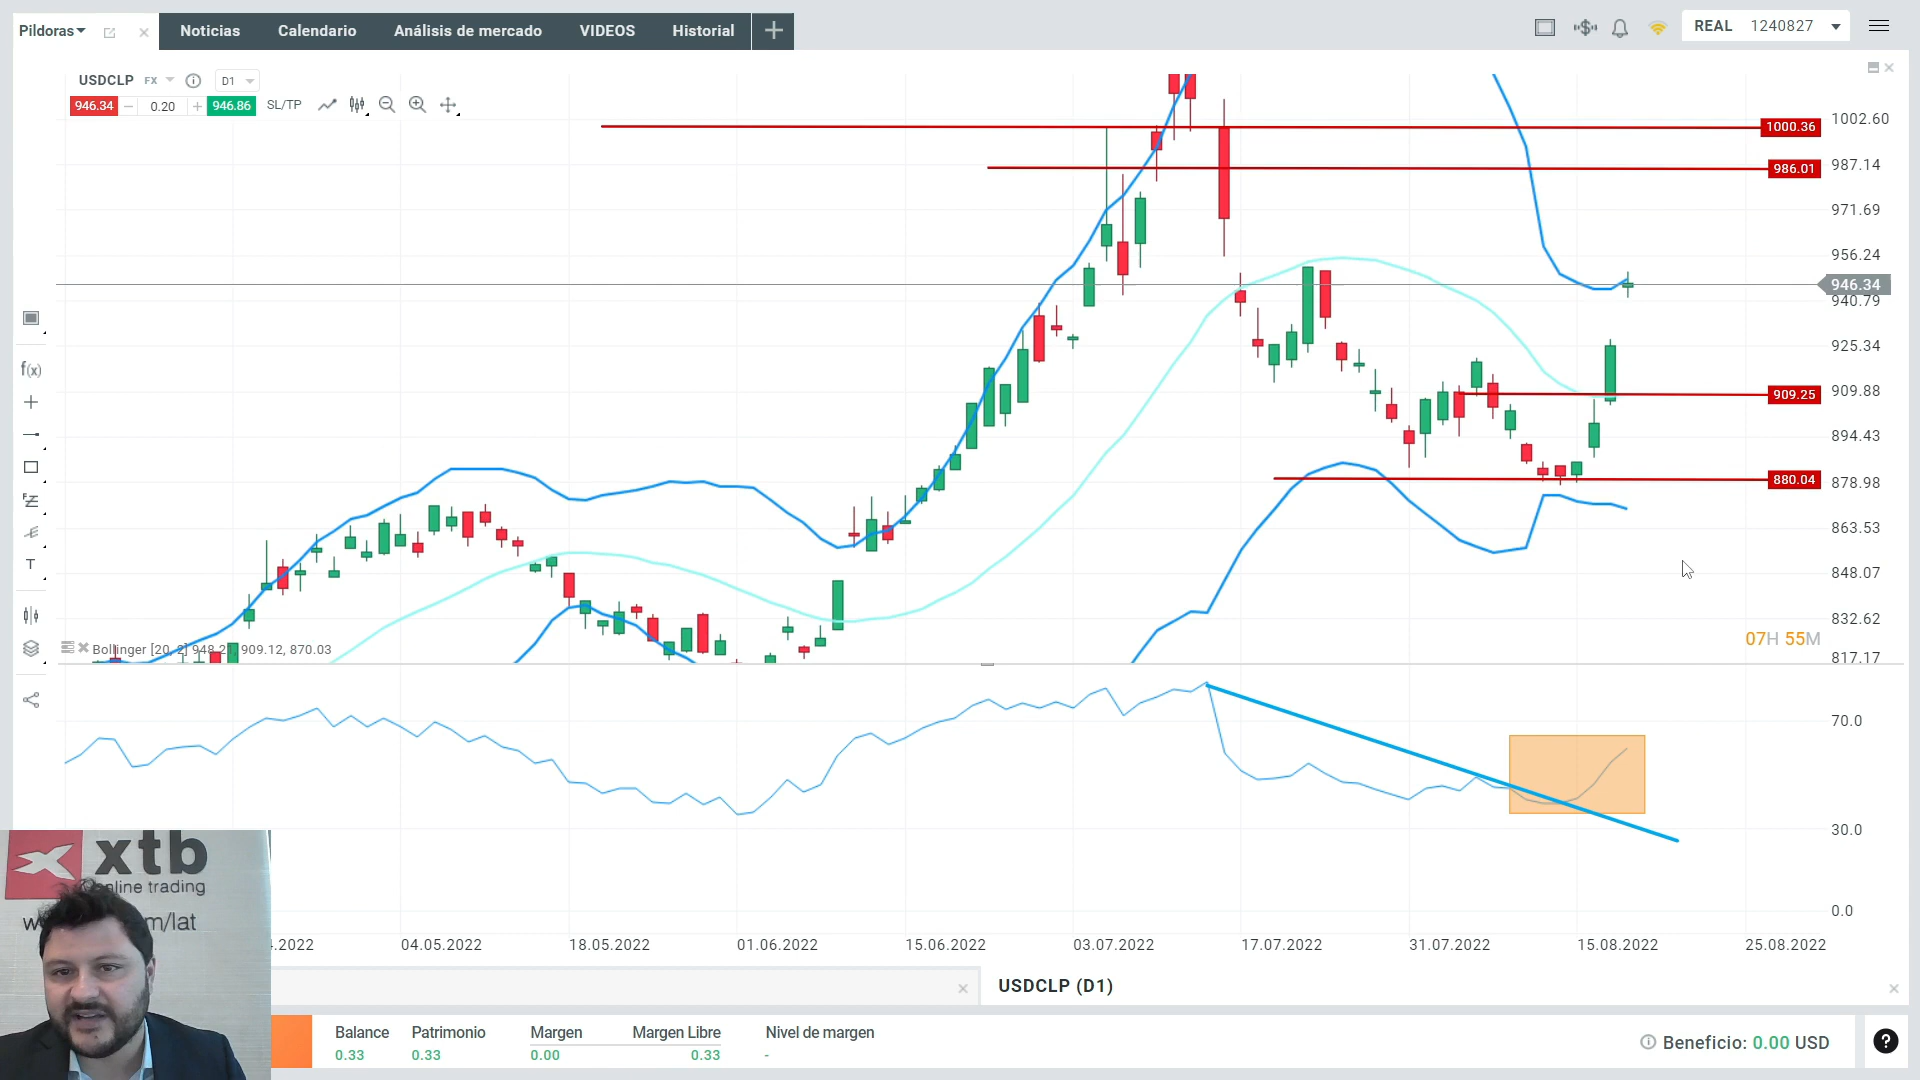 Pildoras
Noticias
Calendario
Análisis de mercado
VIDEOS
Historial
REAL 1240827
USDCLP FX D1
946.34 0.20 946.86 SL/TP
1002.60
1000.36
986.01
987.14
971.69
956.24
946.34
940.79
925.34
909.88
909.25
894.43
880.04
878.98
863.53
848.07
832.62
817.17
f(x)
T
07H 55M
Bollinger [20, 2] 948.21, 909.12, 870.03
70.0
30.0
0.0
.2022
04.05.2022
18.05.2022
01.06.2022
15.06.2022
03.07.2022
17.07.2022
31.07.2022
15.08.2022
25.08.2022
xtb
online trading
m/lat
USDCLP (D1)
Balance Patrimonio Margen Margen Libre Nivel de margen
0.33 0.33 0.00 0.33 -
Beneficio: 0.00 USD
?